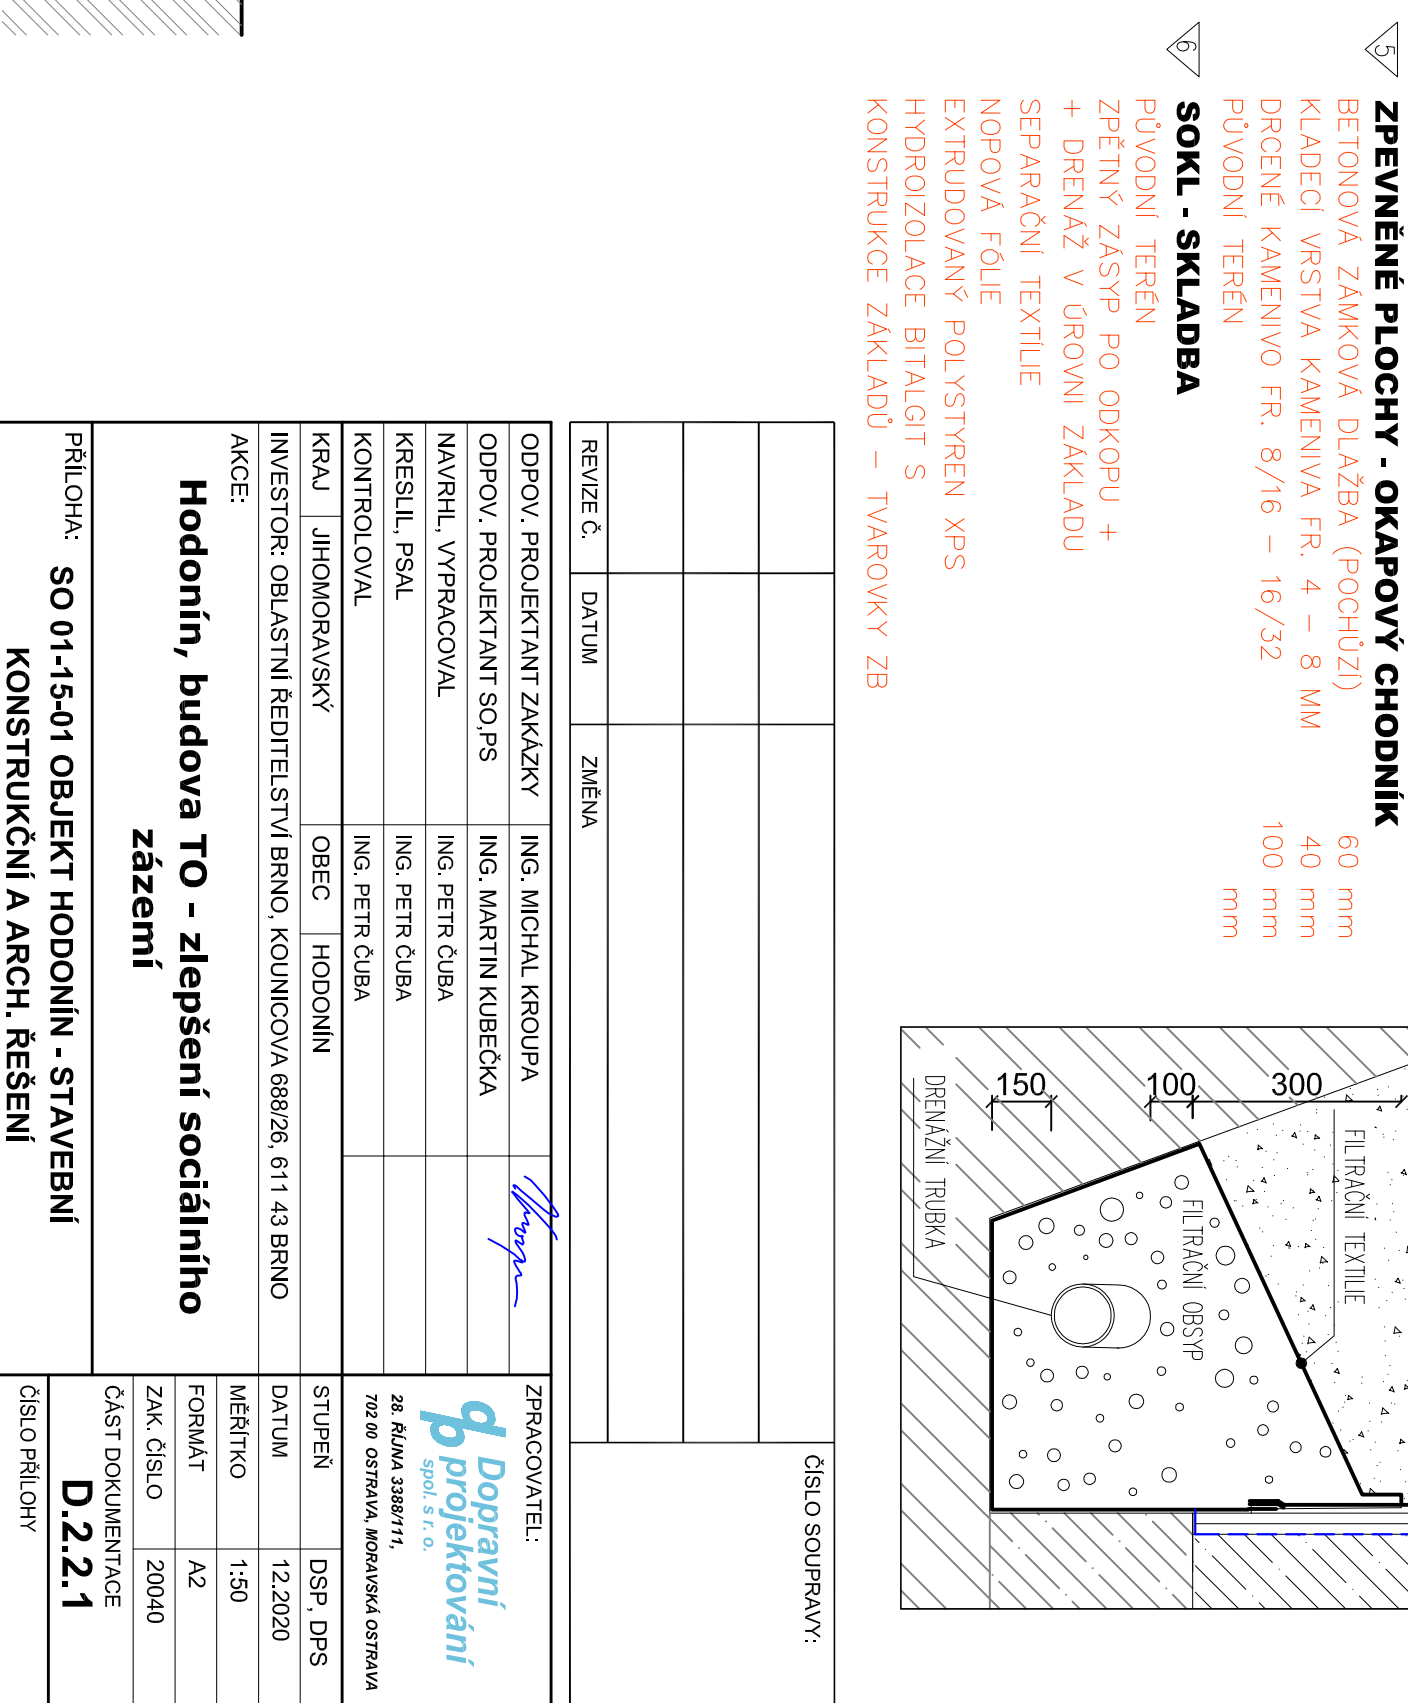 5
ZPEVNĚNÉ PLOCHY - OKAPOVÝ CHODNÍK
BETONOVÁ ZÁMKOVÁ DLAŽBA (POCHŮZÍ) 60 mm
KLADECÍ VRSTVA KAMENIVA FR. 4 – 8 MM 40 mm
DRCENÉ KAMENIVO FR. 8/16 – 16/32 100 mm
PŮVODNÍ TERÉN mm
6
SOKL - SKLADBA
PŮVODNÍ TERÉN
ZPĚTNÝ ZÁSYP PO ODKOPU +
+ DRENÁŽ V ÚROVNI ZÁKLADU
SEPARAČNÍ TEXTÍLIE
NOPOVÁ FÓLIE
EXTRUDOVANÝ POLYSTYREN XPS
HYDROIZOLACE BITALGIT S
KONSTRUKCE ZÁKLADŮ – TVAROVKY ZB
300
100
150
FILTRAČNÍ TEXTILIE
FILTRAČNÍ OBSYP
DRENÁŽNÍ TRUBKA
ČÍSLO SOUPRAVY:
REVIZE Č. DATUM ZMĚNA
ODPOV. PROJEKTANT ZAKÁZKY ING. MICHAL KROUPA
ODPOV. PROJEKTANT SO,PS ING. MARTIN KUBEČKA
NAVRHL, VYPRACOVAL ING. PETR ČUBA
KRESLIL, PSAL ING. PETR ČUBA
KONTROLOVAL ING. PETR ČUBA
ZPRACOVATEL:
dp Dopravní
projektování
spol. s r. o.
28. ŘÍJNA 3388/111,
702 00 OSTRAVA, MORAVSKÁ OSTRAVA
KRAJ JIHOMORAVSKÝ OBEC HODONÍN
INVESTOR: OBLASTNÍ ŘEDITELSTVÍ BRNO, KOUNICOVA 688/26, 611 43 BRNO
AKCE:
Hodonín, budova TO - zlepšení sociálního
zázemí
STUPEŇ DSP, DPS
DATUM 12.2020
MĚŘÍTKO 1:50
FORMÁT A2
ZAK. ČÍSLO 20040
ČÁST DOKUMENTACE
D.2.2.1
PŘÍLOHA: SO 01-15-01 OBJEKT HODONÍN - STAVEBNÍ
KONSTRUKČNÍ A ARCH. ŘEŠENÍ
ČÍSLO PŘÍLOHY